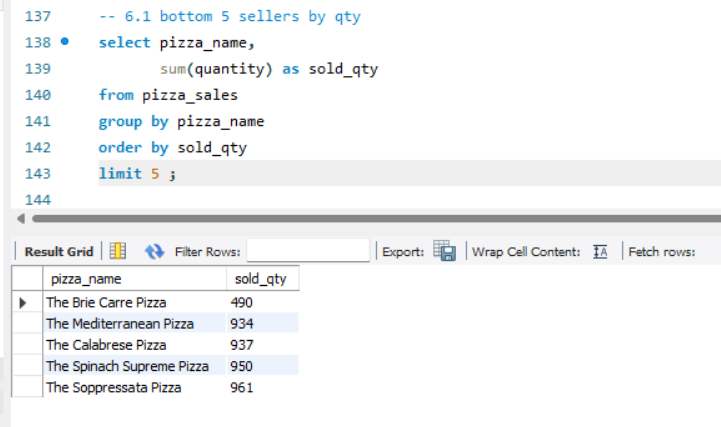 137 -- 6.1 bottom 5 sellers by qty
138 select pizza_name,
139 sum(quantity) as sold_qty
140 from pizza_sales
141 group by pizza_name
142 order by sold_qty
143 limit 5 ;
144
Result Grid Filter Rows: Export: Wrap Cell Content: IA Fetch rows:
pizza_name sold_qty
The Brie Carre Pizza 490
The Mediterranean Pizza 934
The Calabrese Pizza 937
The Spinach Supreme Pizza 950
The Soppressata Pizza 961